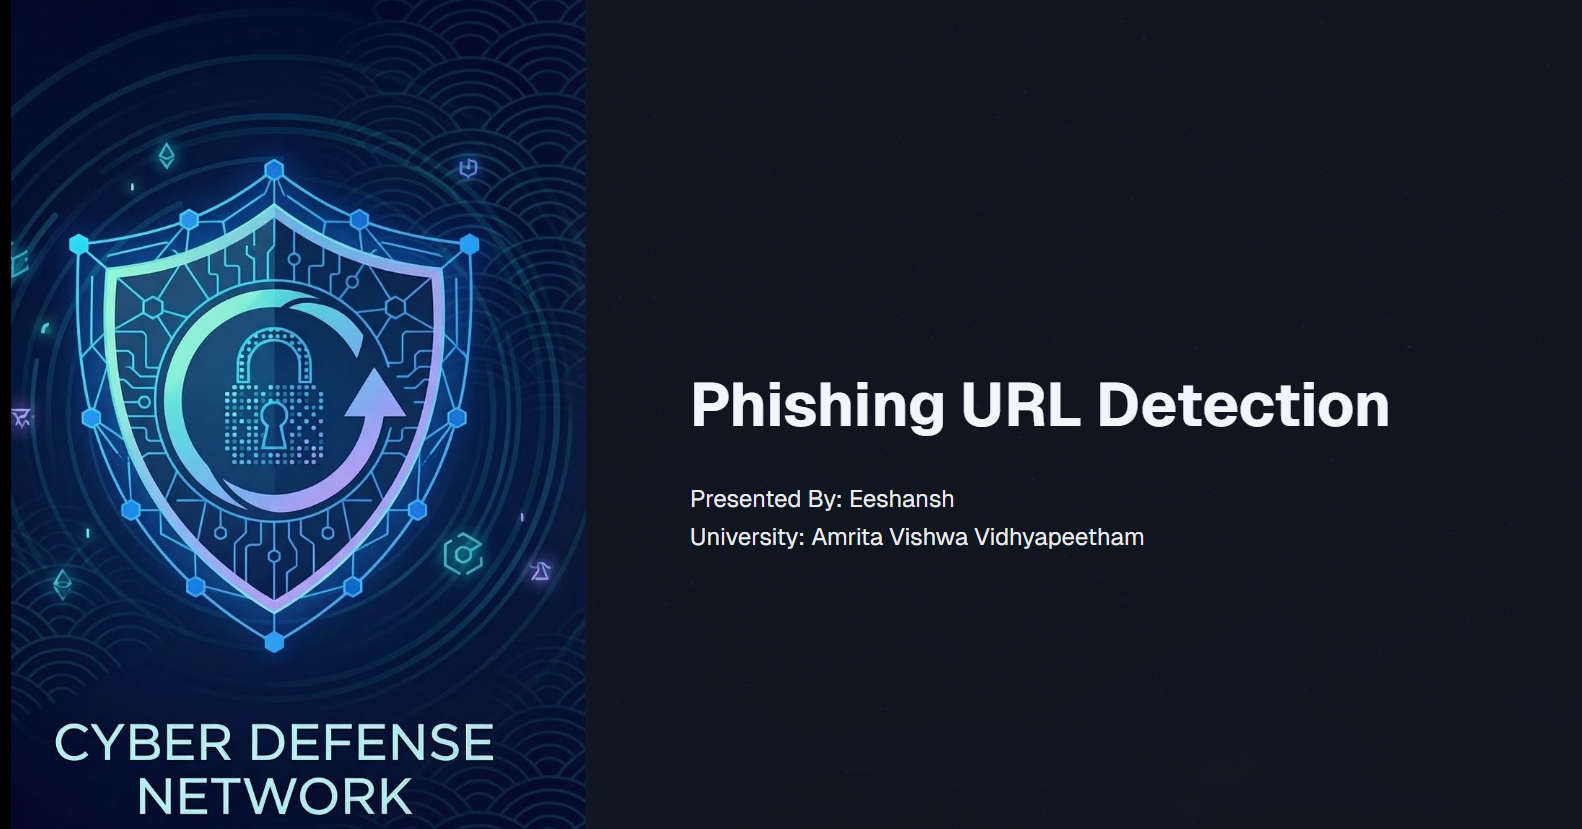 CYBER DEFENSE
NETWORK
Phishing URL Detection
Presented By: Eeshansh
University: Amrita Vishwa Vidhyapeetham